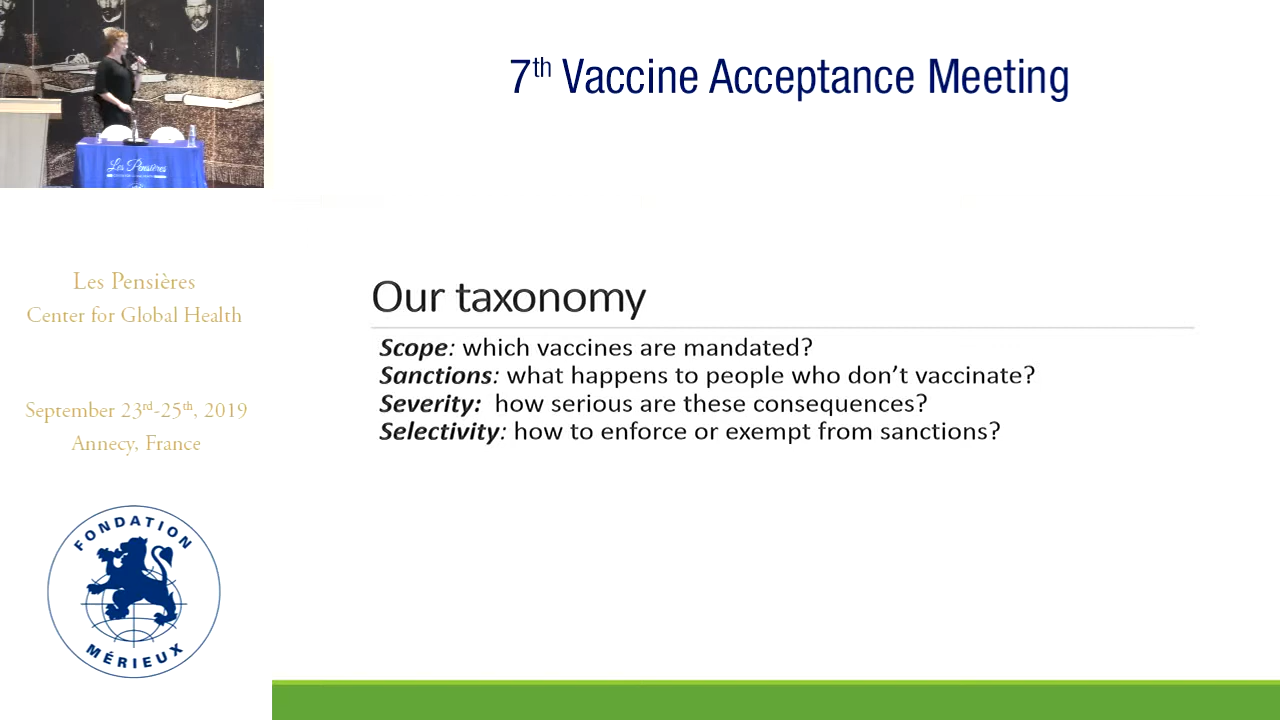 7th Vaccine Acceptance Meeting
Les Pensières
Les Pensières
Center for Global Health
September 23rd-25th, 2019
Annecy, France
FONDATION
MÉRIEUX
Our taxonomy
Scope: which vaccines are mandated?
Sanctions: what happens to people who don’t vaccinate?
Severity: how serious are these consequences?
Selectivity: how to enforce or exempt from sanctions?